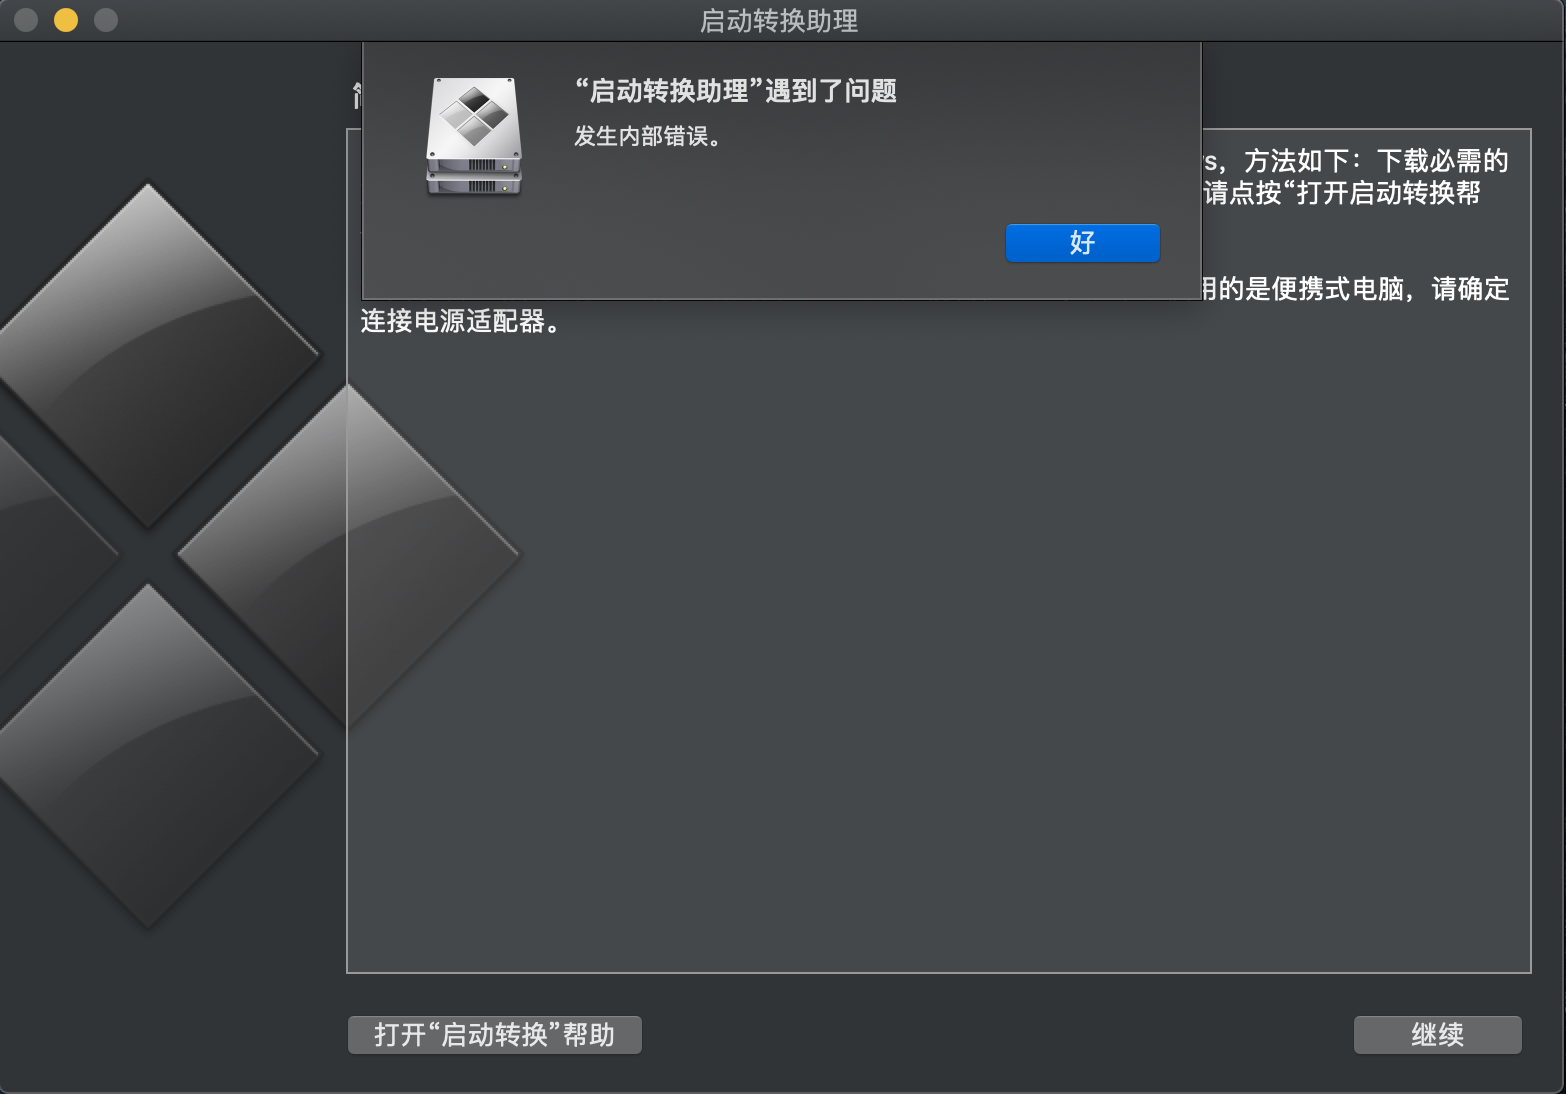 启动转换助理
“启动转换助理”遇到了问题
发生内部错误。
好
s，方法如下：下载必需的
请点按“打开启动转换帮
用的是便携式电脑，请确定
连接电源适配器。
打开“启动转换”帮助
继续